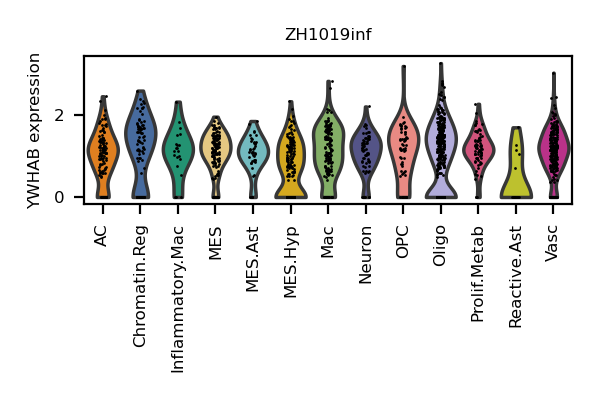 ZH1019inf
YWHAB expression
2
0
AC
Chromatin.Reg
Inflammatory.Mac
MES
MES.Ast
MES.Hyp
Mac
Neuron
OPC
Oligo
Prolif.Metab
Reactive.Ast
Vasc